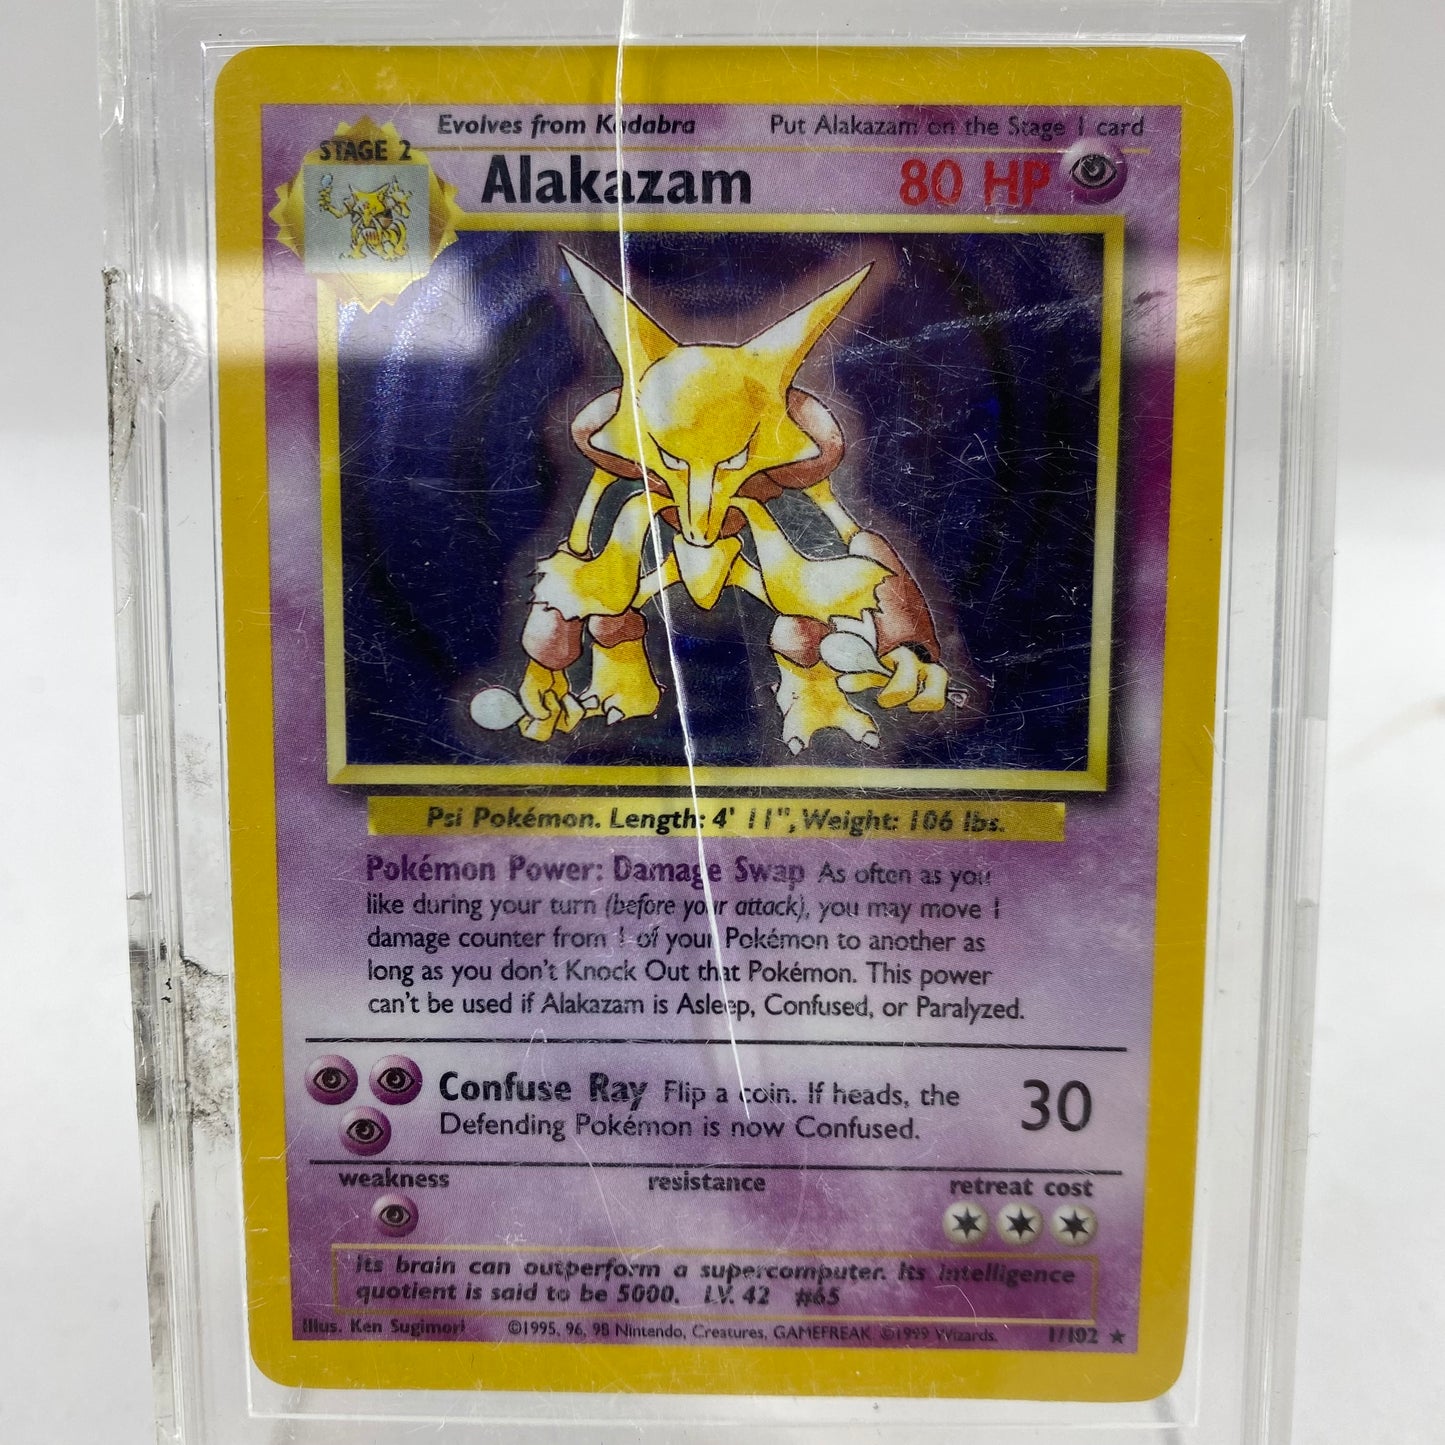 Evolves from Kadabra Put Alakazam on the Stage 1 card
STAGE 2
Alakazam 80 HP
Psi Pokémon. Length: 4' 11", Weight: 106 lbs.
Pokémon Power: Damage Swap As often as you
like during your turn (before your attack), you may move 1
damage counter from 1 of your Pokémon to another as
long as you don't Knock Out that Pokémon. This power
can't be used if Alakazam is Asleep, Confused, or Paralyzed.
Confuse Ray Flip a coin. If heads, the
Defending Pokémon is now Confused.
30
weakness resistance retreat cost
Its brain can outperform a supercomputer. Its intelligence
quotient is said to be 5000. LV. 42 #65
Illus. Ken Sugimori ©1995, 96, 98 Nintendo, Creatures, GAMEFREAK. ©1999 Wizards. 1/102 ★